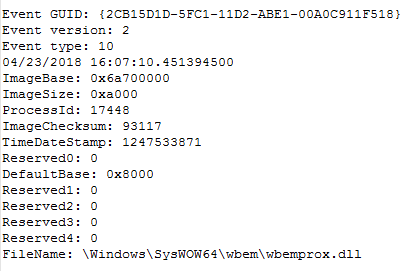 Event GUID: {2CB15D1D-5FC1-11D2-ABE1-00A0C911F518}
Event version: 2
Event type: 10
04/23/2018 16:07:10.451394500
ImageBase: 0x6a700000
ImageSize: 0xa000
ProcessId: 17448
ImageChecksum: 93117
TimeDateStamp: 1247533871
Reserved0: 0
DefaultBase: 0x8000
Reserved1: 0
Reserved2: 0
Reserved3: 0
Reserved4: 0
FileName: \Windows\SysWOW64\wbem\wbemprox.dll